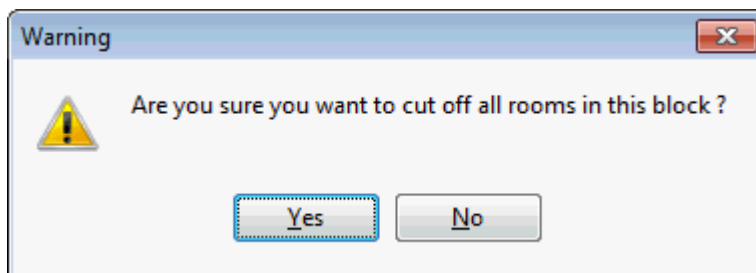 Warning
Are you sure you want to cut off all rooms in this block ?
Yes No